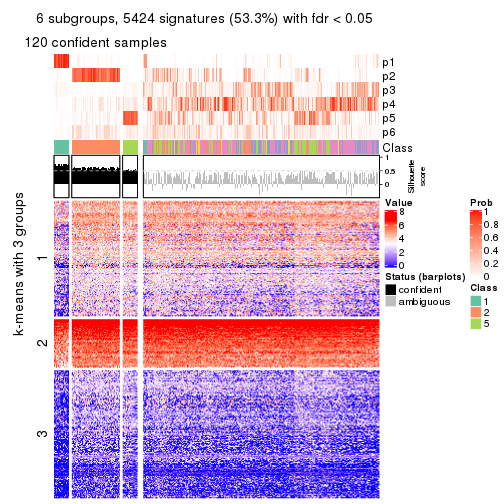 6 subgroups, 5424 signatures (53.3%) with fdr < 0.05
120 confident samples
p1
p2
p3
p4
p5
p6
Class
1
0.5
0
Silhouette
score
k-means with 3 groups
1
2
3
Value
8
6
4
2
0
Status (barplots)
confident
ambiguous
Prob
1
0.8
0.6
0.4
0.2
0
Class
1
2
5